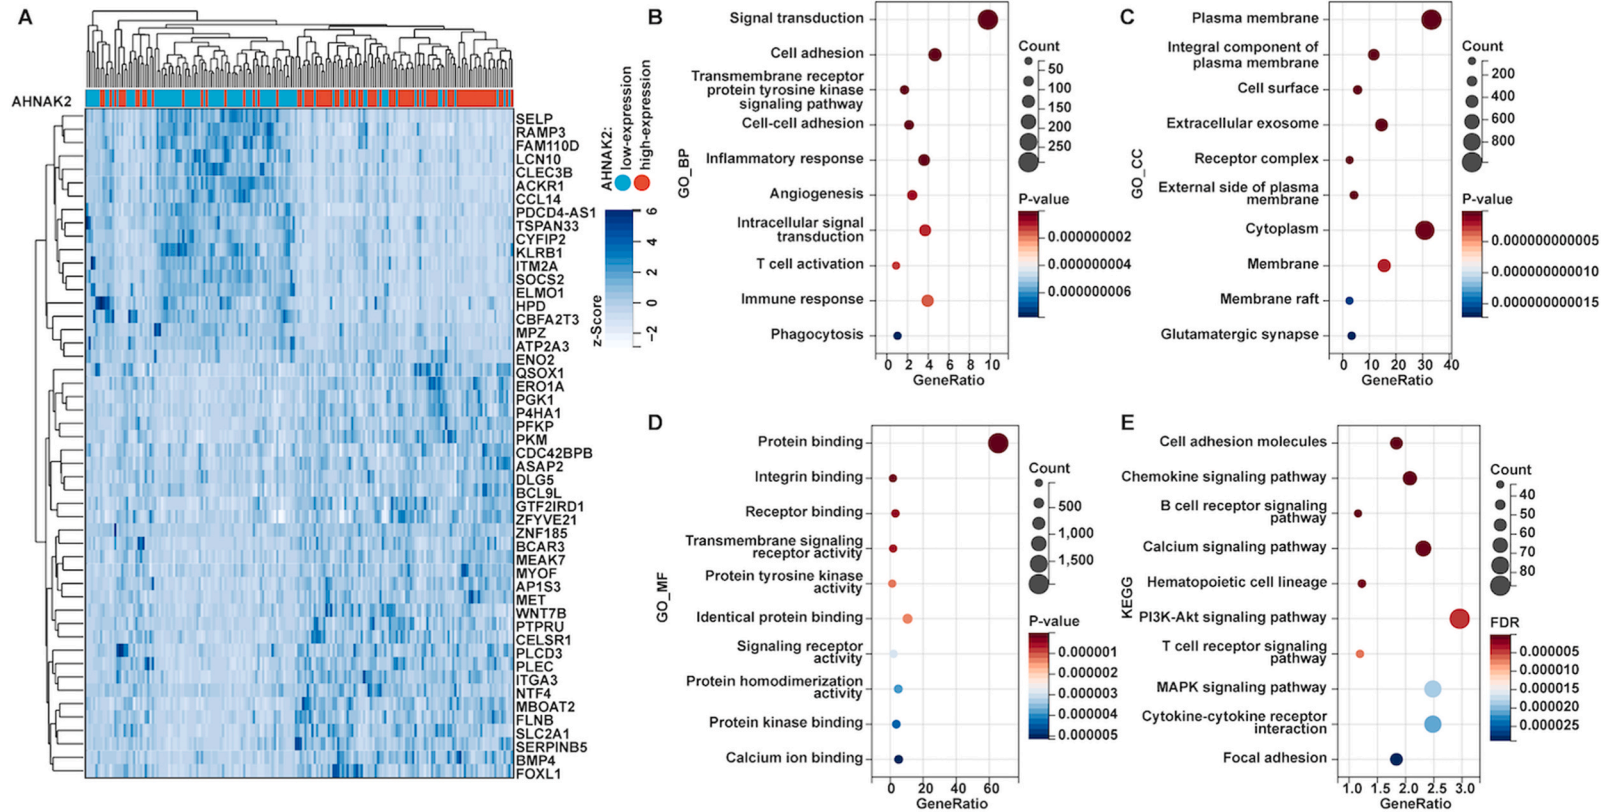 A
AHNAK2
AHNAK2:
low-expression
high-expression
SELP
RAMP3
FAM110D
LCN10
CLEC3B
ACKR1
CCL14
PDCD4-AS1
TSPAN33
CYFIP2
KLRB1
ITM2A
SOCS2
ELMO1
HPD
CBFA2T3
MPZ
ATP2A3
ENO2
QSOX1
ERO1A
PGK1
P4HA1
PFKP
PKM
CDC42BPB
ASAP2
DLG5
BCL9L
GTF2IRD1
ZFYVE21
ZNF185
BCAR3
MEAK7
MYOF
AP1S3
MET
WNT7B
PTPRU
CELSR1
PLCD3
PLEC
ITGA3
NTF4
MBOAT2
FLNB
SLC2A1
SERPINB5
BMP4
FOXL1
z-Score
6
4
2
0
−2
B
GO_BP
Signal transduction
Cell adhesion
Transmembrane receptor
protein tyrosine kinase
signaling pathway
Cell-cell adhesion
Inflammatory response
Angiogenesis
Intracellular signal
transduction
T cell activation
Immune response
Phagocytosis
0 2 4 6 8 10
GeneRatio
Count
50
100
150
200
250
P-value
0.000000002
0.000000004
0.000000006
C
GO_CC
Plasma membrane
Integral component of
plasma membrane
Cell surface
Extracellular exosome
Receptor complex
External side of plasma
membrane
Cytoplasm
Membrane
Membrane raft
Glutamatergic synapse
0 10 20 30 40
GeneRatio
Count
200
400
600
800
P-value
0.000000000005
0.000000000010
0.000000000015
D
GO_MF
Protein binding
Integrin binding
Receptor binding
Transmembrane signaling
receptor activity
Protein tyrosine kinase
activity
Identical protein binding
Signaling receptor
activity
Protein homodimerization
activity
Protein kinase binding
Calcium ion binding
0 20 40 60
GeneRatio
Count
500
1,000
1,500
P-value
0.000001
0.000002
0.000003
0.000004
0.000005
E
KEGG
Cell adhesion molecules
Chemokine signaling pathway
B cell receptor signaling
pathway
Calcium signaling pathway
Hematopoietic cell lineage
PI3K-Akt signaling pathway
T cell receptor signaling
pathway
MAPK signaling pathway
Cytokine-cytokine receptor
interaction
Focal adhesion
1.0 1.5 2.0 2.5 3.0
GeneRatio
Count
40
50
60
70
80
FDR
0.000005
0.000010
0.000015
0.000020
0.000025